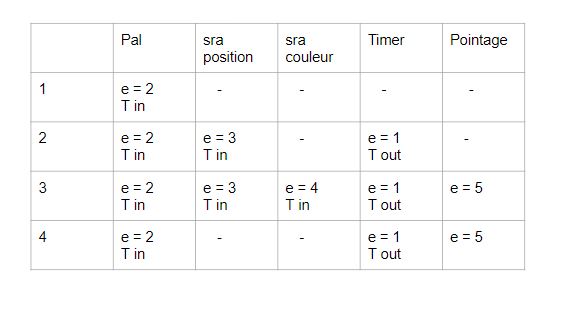 Pal sra position sra couleur Timer Pointage
1 e = 2 T in - - - -
2 e = 2 T in e = 3 T in - e = 1 T out -
3 e = 2 T in e = 3 T in e = 4 T in e = 1 T out e = 5
4 e = 2 T in - - e = 1 T out e = 5